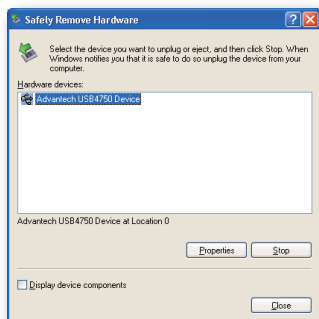 Safely Remove Hardware
Select the device you want to unplug or eject, and then click Stop. When
Windows notifies you that it is safe to do so unplug the device from your
computer.
Hardware devices:
Advantech USB4750 Device
Advantech USB4750 Device at Location 0
Properties
Stop
Display device components
Close